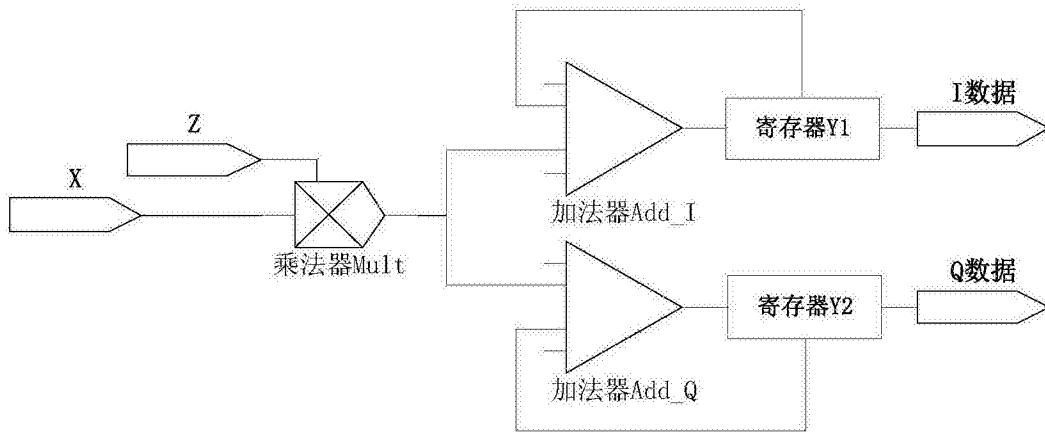 Z
X
乘法器Mult
加法器Add_I
寄存器Y1
I数据
加法器Add_Q
寄存器Y2
Q数据